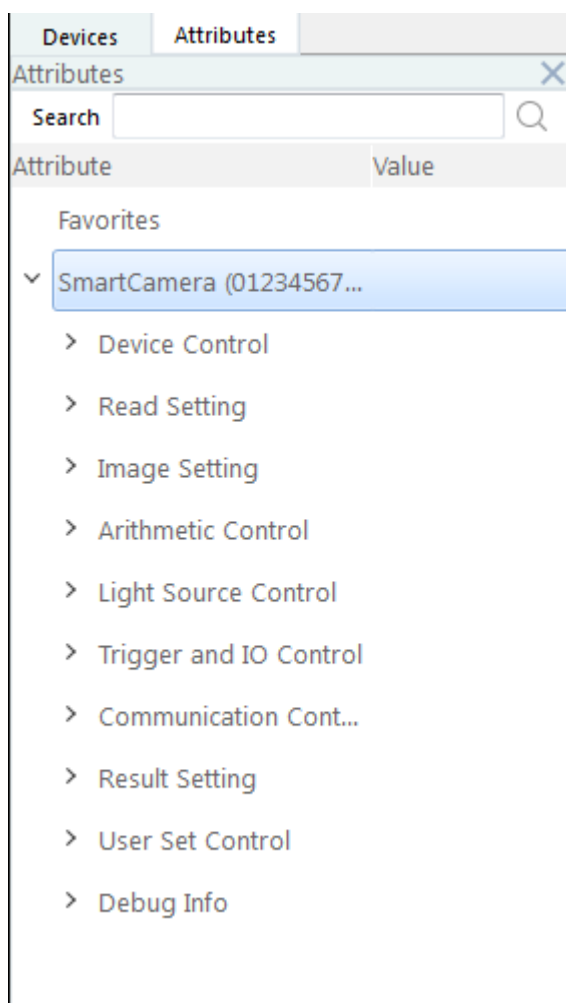 Devices Attributes
Attributes
Search
Attribute Value
Favorites
SmartCamera (01234567...
Device Control
Read Setting
Image Setting
Arithmetic Control
Light Source Control
Trigger and IO Control
Communication Cont...
Result Setting
User Set Control
Debug Info